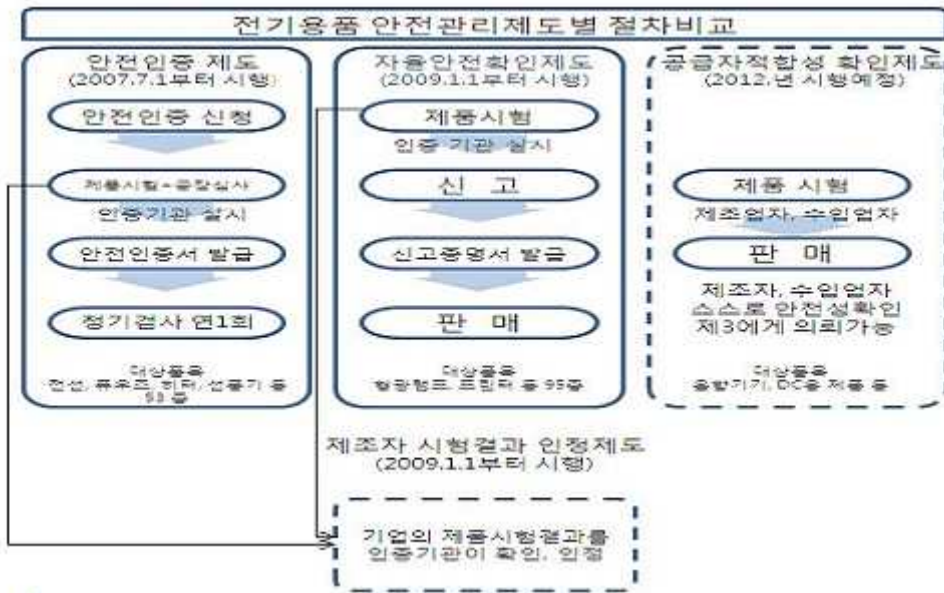 전기용품 안전관리제도별 절차비교
안전인증 제도
(2007.7.1부터 시행)
안전인증 신청
제품시험+공장심사
인증기관 실시
안전인증서 발급
정기검사 연1회
대상품목
전선, 퓨우즈, 히터, 선풍기 등
자율안전확인제도
(2009.1.1부터 시행)
제품시험
인증 기관 실시
신 고
신고증명서 발급
판 매
대상품목
형광램프, 프린터 등
공급자적합성 확인제도
(2012.년 시행예정)
제품 시험
제조업자, 수입업자
판 매
제조자, 수입업자
스스로 안전성확인
제3에게 의뢰가능
대상품목
음향기기, DC용 제품 등
제조자 시험결과 인정제도
(2009.1.1부터 시행)
기업의 제품시험결과를
인증기관이 확인, 인정